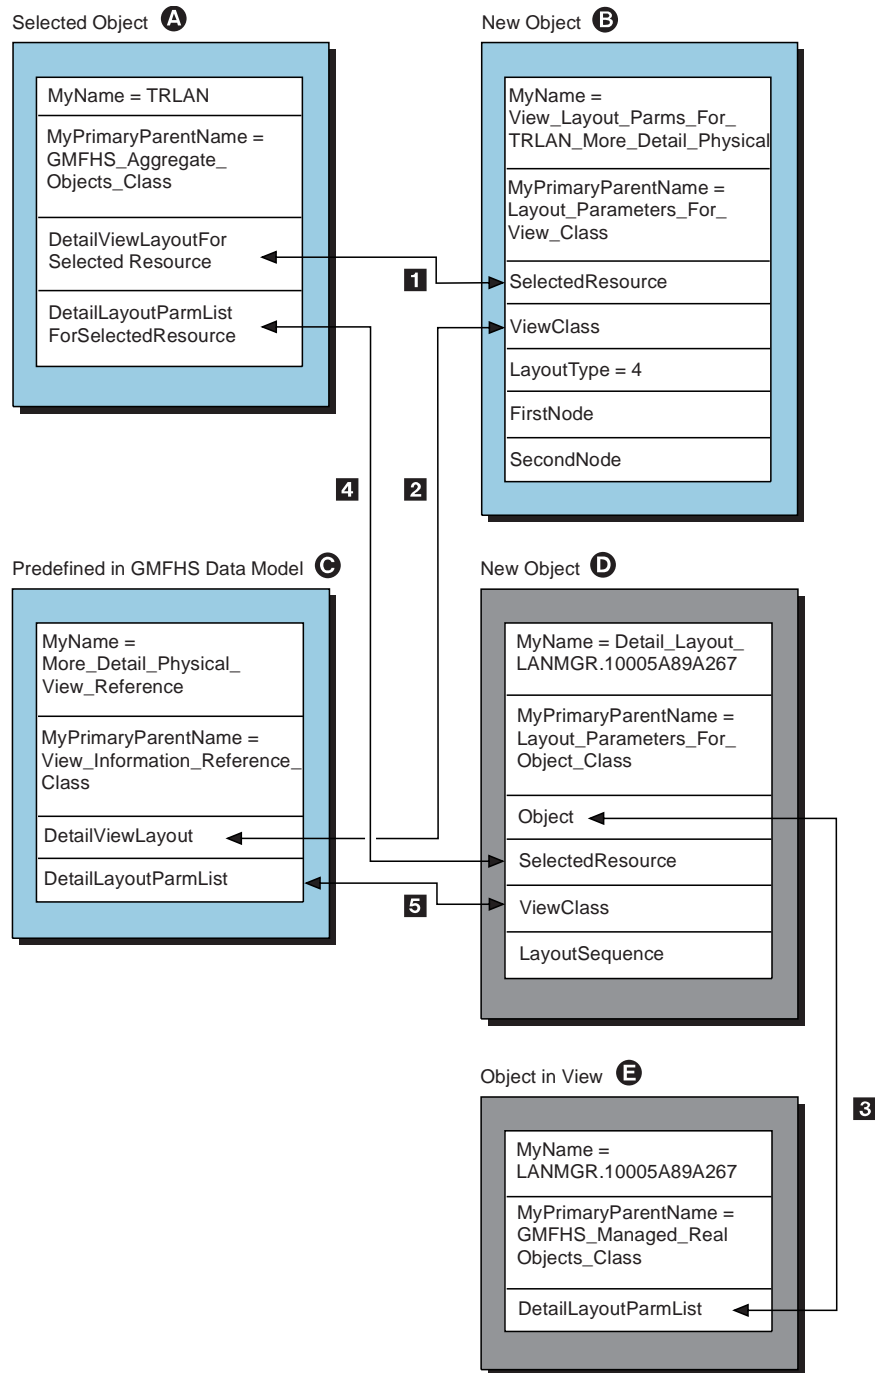 Selected Object A
MyName = TRLAN
MyPrimaryParentName =
GMFHS_Aggregate_
Objects_Class
DetailViewLayoutFor
Selected Resource
DetailLayoutParmList
ForSelectedResource
New Object B
MyName =
View_Layout_Parms_For_
TRLAN_More_Detail_Physical
MyPrimaryParentName =
Layout_Parameters_For_
View_Class
SelectedResource
ViewClass
LayoutType = 4
FirstNode
SecondNode
1
4
2
Predefined in GMFHS Data Model C
MyName =
More_Detail_Physical_
View_Reference
MyPrimaryParentName =
View_Information_Reference_
Class
DetailViewLayout
DetailLayoutParmList
New Object D
MyName = Detail_Layout_
LANMGR.10005A89A267
MyPrimaryParentName =
Layout_Parameters_For_
Object_Class
Object
SelectedResource
ViewClass
LayoutSequence
5
Object in View E
MyName =
LANMGR.10005A89A267
MyPrimaryParentName =
GMFHS_Managed_Real
Objects_Class
DetailLayoutParmList
3